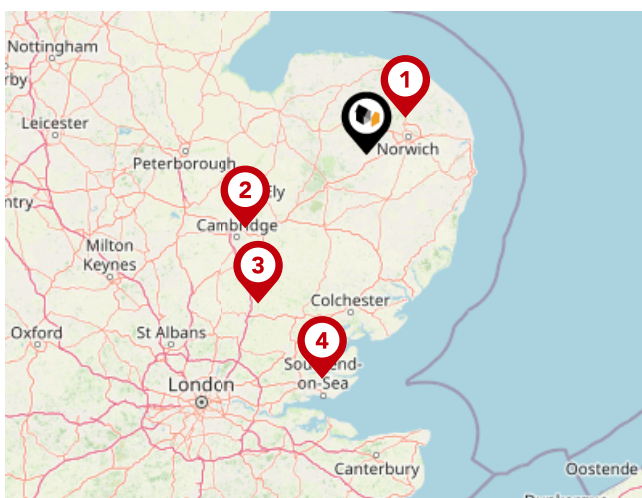 Nottingham
rby
Leicester
Peterborough
ntry
1
Norwich
2
Ely
Cambridge
3
Milton
Keynes
Colchester
Oxford
St Albans
4
on-Sea
London
Canterbury
Oostende